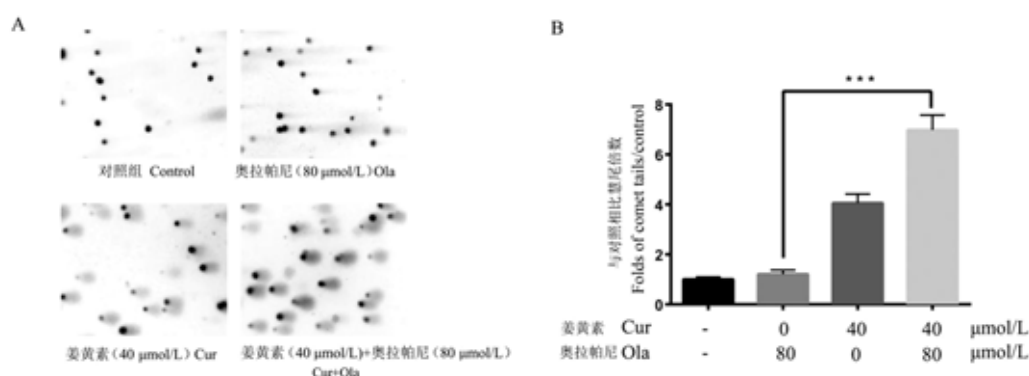 A
对照组 Control
奥拉帕尼(80 μmol/L)Ola
姜黄素(40 μmol/L) Cur
姜黄素(40 μmol/L)+奥拉帕尼(80 μmol/L)
Cur+Ola
B
与对照相比慧尾倍数
Folds of comet tails/control
8
6
4
2
0
***
姜黄素 Cur - 0 40 40 μmol/L
奥拉帕尼 Ola - 80 0 80 μmol/L